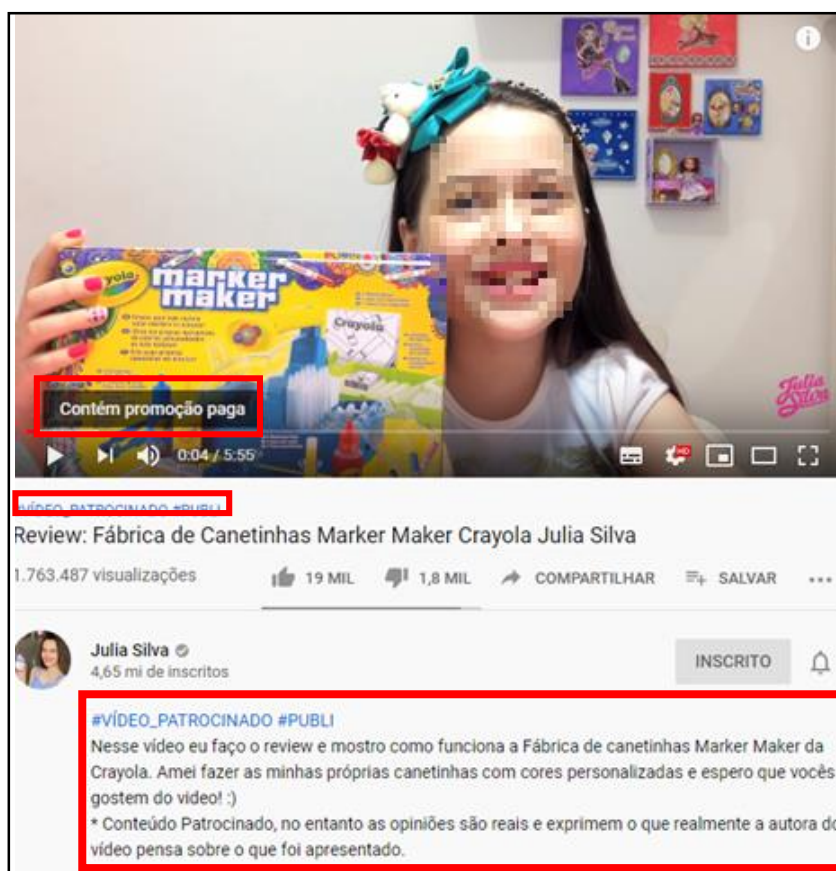 yola
marker
maker
Crayola
Julia
Silva
Contém promoção paga
0:04 / 5:55
HD
#VÍDEO_PATROCINADO #PUBLI
Review: Fábrica de Canetinhas Marker Maker Crayola Julia Silva
1.763.487 visualizações
19 MIL
1,8 MIL
COMPARTILHAR
SALVAR
Julia Silva
4,65 mi de inscritos
INSCRITO
#VÍDEO_PATROCINADO #PUBLI
Nesse vídeo eu faço o review e mostro como funciona a Fábrica de canetinhas Marker Maker da
Crayola. Amei fazer as minhas próprias canetinhas com cores personalizadas e espero que vocês
gostem do video! :)
* Conteúdo Patrocinado, no entanto as opiniões são reais e exprimem o que realmente a autora do
vídeo pensa sobre o que foi apresentado.